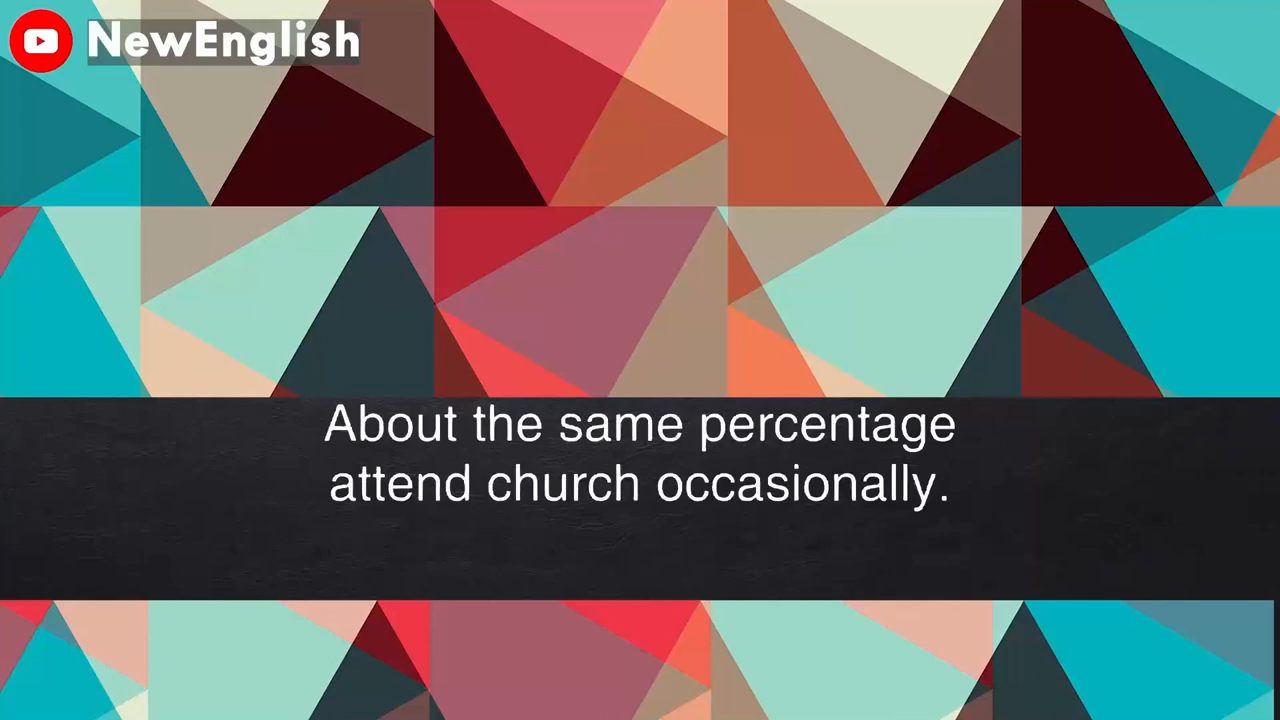 NewEnglish
About the same percentage
attend church occasionally.